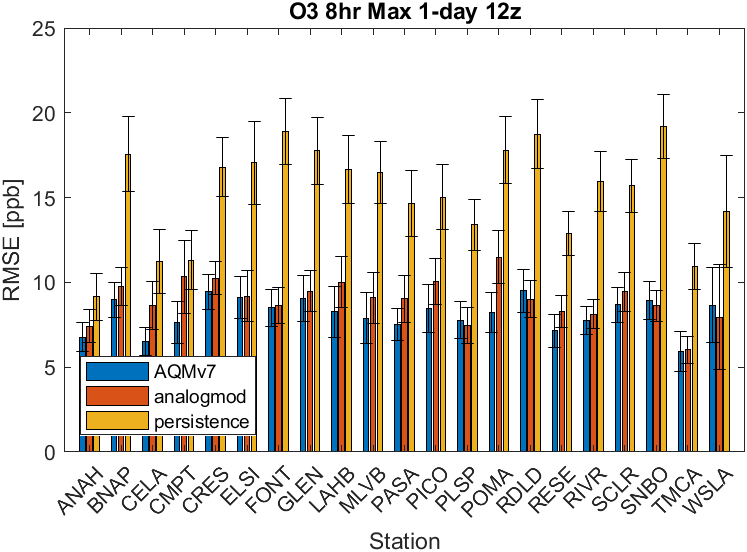 O3 8hr Max 1-day 12z
RMSE [ppb]
25
20
15
10
5
0
AQMv7
analogmod
persistence
ANAH
BNAP
CELA
CMPT
CRES
ELSI
FONT
GLEN
LAHB
MLVB
PASA
PICO
PLSP
POMA
RDLD
RESE
RIVR
SCLR
SNBO
TMCA
WSLA
Station